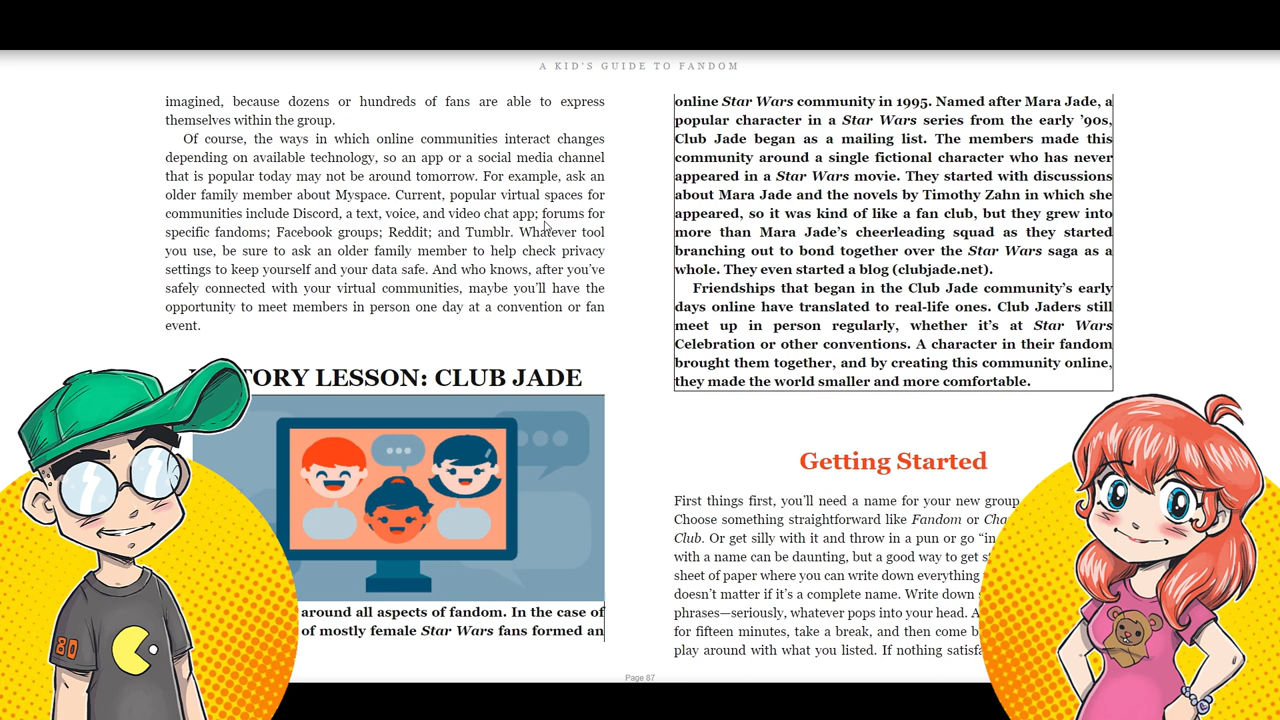 A KID'S GUIDE TO FANDOM
imagined, because dozens or hundreds of fans are able to express
themselves within the group.
Of course, the ways in which online communities interact changes
depending on available technology, so an app or a social media channel
that is popular today may not be around tomorrow. For example, ask an
older family member about Myspace. Current, popular virtual spaces for
communities include Discord, a text, voice, and video chat app; forums for
specific fandoms; Facebook groups; Reddit; and Tumblr. Whatever tool
you use, be sure to ask an older family member to help check privacy
settings to keep yourself and your data safe. And who knows, after you've
safely connected with your virtual communities, maybe you'll have the
opportunity to meet members in person one day at a convention or fan
event.
TORY LESSON: CLUB JADE
around all aspects of fandom. In the case of
of mostly female Star Wars fans formed an
online Star Wars community in 1995. Named after Mara Jade, a
popular character in a Star Wars series from the early '90s,
Club Jade began as a mailing list. The members made this
community around a single fictional character who has never
appeared in a Star Wars movie. They started with discussions
about Mara Jade and the novels by Timothy Zahn in which she
appeared, so it was kind of like a fan club, but they grew into
more than Mara Jade's cheerleading squad as they started
branching out to bond together over the Star Wars saga as a
whole. They even started a blog (clubjade.net).
Friendships that began in the Club Jade community's early
days online have translated to real-life ones. Club Jaders still
meet up in person regularly, whether it's at Star Wars
Celebration or other conventions. A character in their fandom
brought them together, and by creating this community online,
they made the world smaller and more comfortable.
Getting Started
First things first, you'll need a name for your new group
Choose something straightforward like Fandom or
Club. Or get silly with it and throw in a pun or go "in
with a name can be daunting, but a good way to get
sheet of paper where you can write down everything
doesn't matter if it's a complete name. Write down
phrases—seriously, whatever pops into your head.
for fifteen minutes, take a break, and then come
play around with what you listed. If nothing
Page 87
80